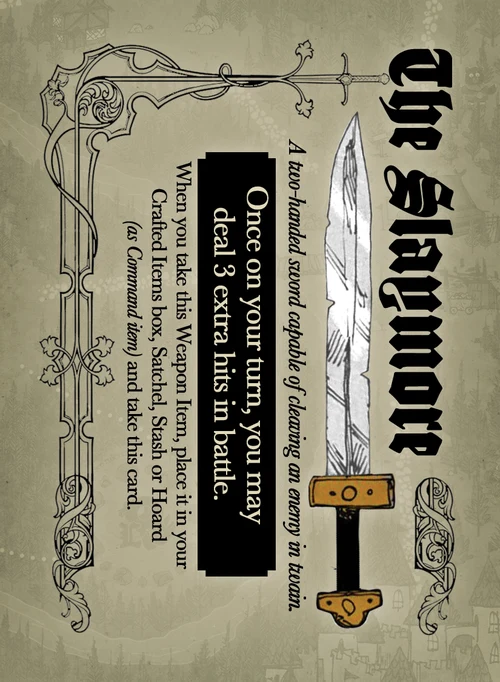 The Slaymore
A two-handed sword capable of cleaving an enemy in twain.
Once on your turn, you may
deal 3 extra hits in battle.
When you take this Weapon Item, place it in your
Crafted Items box, Satchel, Stash or Hoard
(as Command item) and take this card.